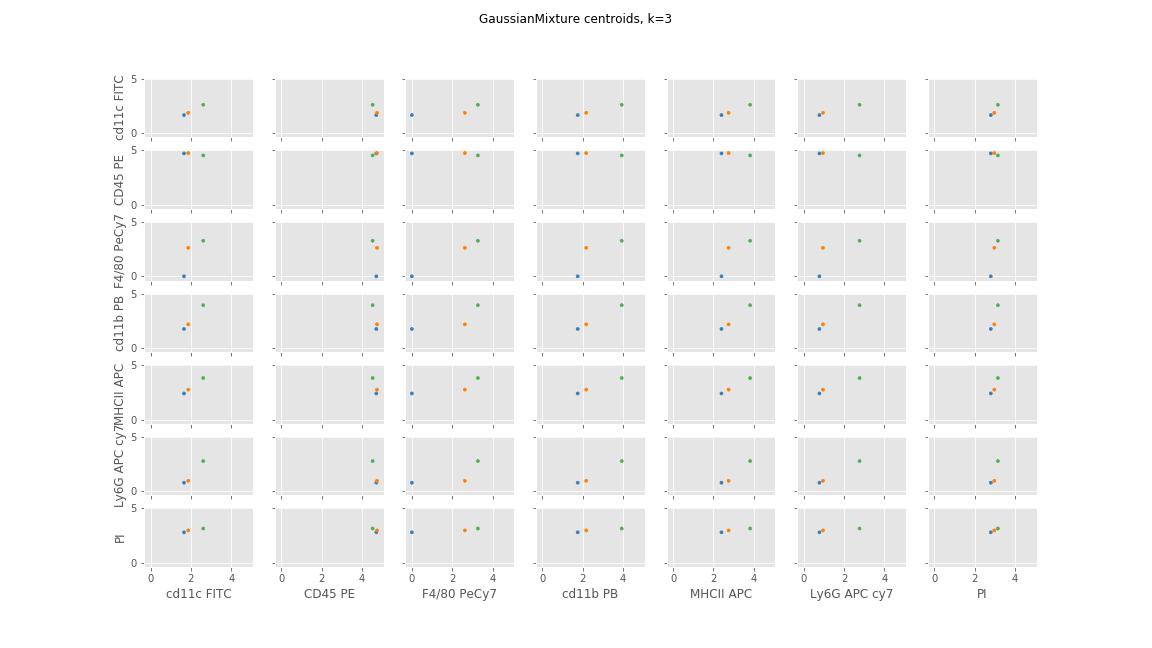 GaussianMixture centroids, k=3
cd11c FITC
5
0
CD45 PE
5
0
F4/80 PeCy7
5
0
cd11b PB
5
0
MHCII APC
5
0
Ly6G APC cy7
5
0
PI
5
0
0 2 4 0 2 4 0 2 4 0 2 4 0 2 4 0 2 4 0 2 4
cd11c FITC CD45 PE F4/80 PeCy7 cd11b PB MHCII APC Ly6G APC cy7 PI